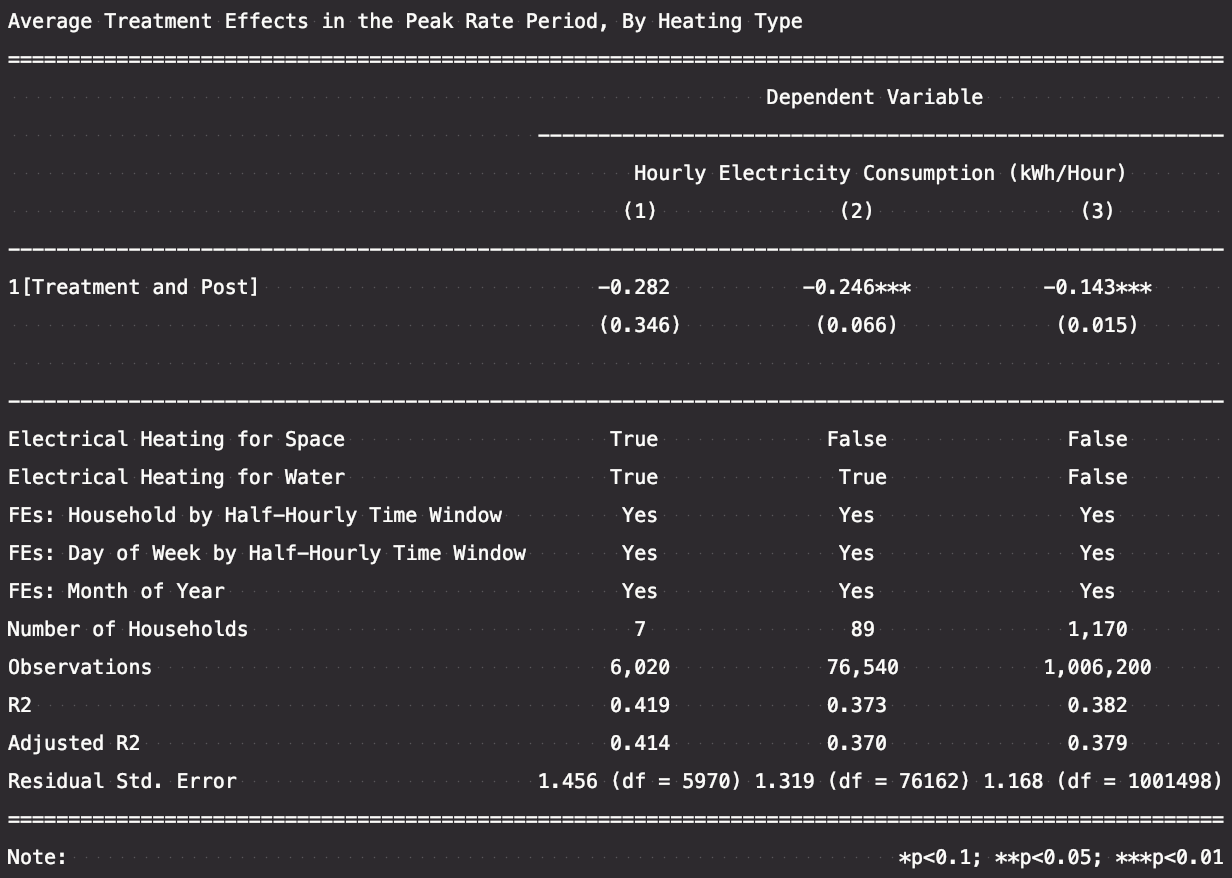 Average Treatment Effects in the Peak Rate Period, By Heating Type
Dependent Variable
Hourly Electricity Consumption (kWh/Hour)
(1) (2) (3)
1[Treatment and Post] -0.282 -0.246*** -0.143***
(0.346) (0.066) (0.015)
Electrical Heating for Space True False False
Electrical Heating for Water True True False
FEs: Household by Half-Hourly Time Window Yes Yes Yes
FEs: Day of Week by Half-Hourly Time Window Yes Yes Yes
FEs: Month of Year Yes Yes Yes
Number of Households 7 89 1,170
Observations 6,020 76,540 1,006,200
R2 0.419 0.373 0.382
Adjusted R2 0.414 0.370 0.379
Residual Std. Error 1.456 (df = 5970) 1.319 (df = 76162) 1.168 (df = 1001498)
Note: *p<0.1; **p<0.05; ***p<0.01